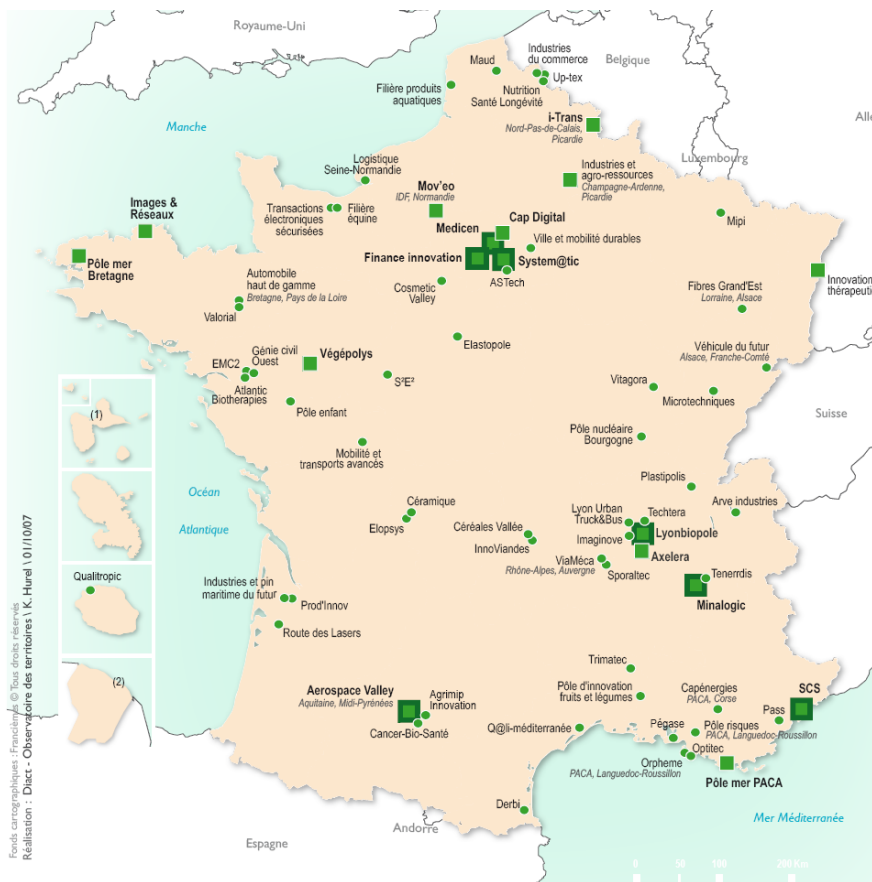 Royaume-Uni
Belgique
Alle
Luxembourg
Suisse
Espagne
Andorre
Manche
Océan
Atlantique
Mer Méditerranée
Industries
du commerce
Maud
Up-tex
Nutrition
Santé Longévité
Filière produits
aquatiques
i-Trans
Nord-Pas-de-Calais,
Picardie
Logistique
Seine-Normandie
Mov'eo
IDF, Normandie
Industries et
agro-ressources
Champagne-Ardenne,
Picardie
Images &
Réseaux
Transactions
électroniques
sécurisées
Filière
équine
Medicen
Cap Digital
Mipi
Ville et mobilité durables
Pôle mer
Bretagne
Finance innovation
System@tic
ASTech
Automobile
haut de gamme
Bretagne, Pays de la Loire
Valorial
Cosmetic
Valley
Fibres Grand'Est
Lorraine, Alsace
Innovation
thérapeuti
Elastopole
Véhicule du futur
Alsace, Franche-Comté
EMC2
Génie civil
Ouest
Végépolys
S²E²
Atlantic
Biotherapies
Pôle enfant
Vitagora
Microtechniques
Pôle nucléaire
Bourgogne
Mobilité et
transports avancés
Plastipolis
Céramique
Elopsys
Céréales Vallée
InnoViandes
Lyon Urban
Truck&Bus
Techtera
Imaginove
Lyonbiopole
Arve industries
ViaMéca
Rhône-Alpes, Auvergne
Axelera
Sporaltec
Tenerrdis
Minalogic
Industries et pin
maritime du futur
Prod'Innov
Route des Lasers
Trimatec
Pôle d'innovation
fruits et légumes
Aerospace Valley
Aquitaine, Midi-Pyrénées
Agrimip
Innovation
Cancer-Bio-Santé
Q@li-méditerranée
Capénergies
PACA, Corse
SCS
Pass
Pégase
Pôle risques
PACA, Languedoc-Roussillon
Optitec
Orpheme
PACA, Languedoc-Roussillon
Pôle mer PACA
Derbi
(1)
Qualitropic
(2)
0 50 100 200 Km
Fonds cartographiques : Francièmes © Tous droits réservés
Réalisation : Diact - Observatoire des territoires \ K. Hurel \ 01/10/07